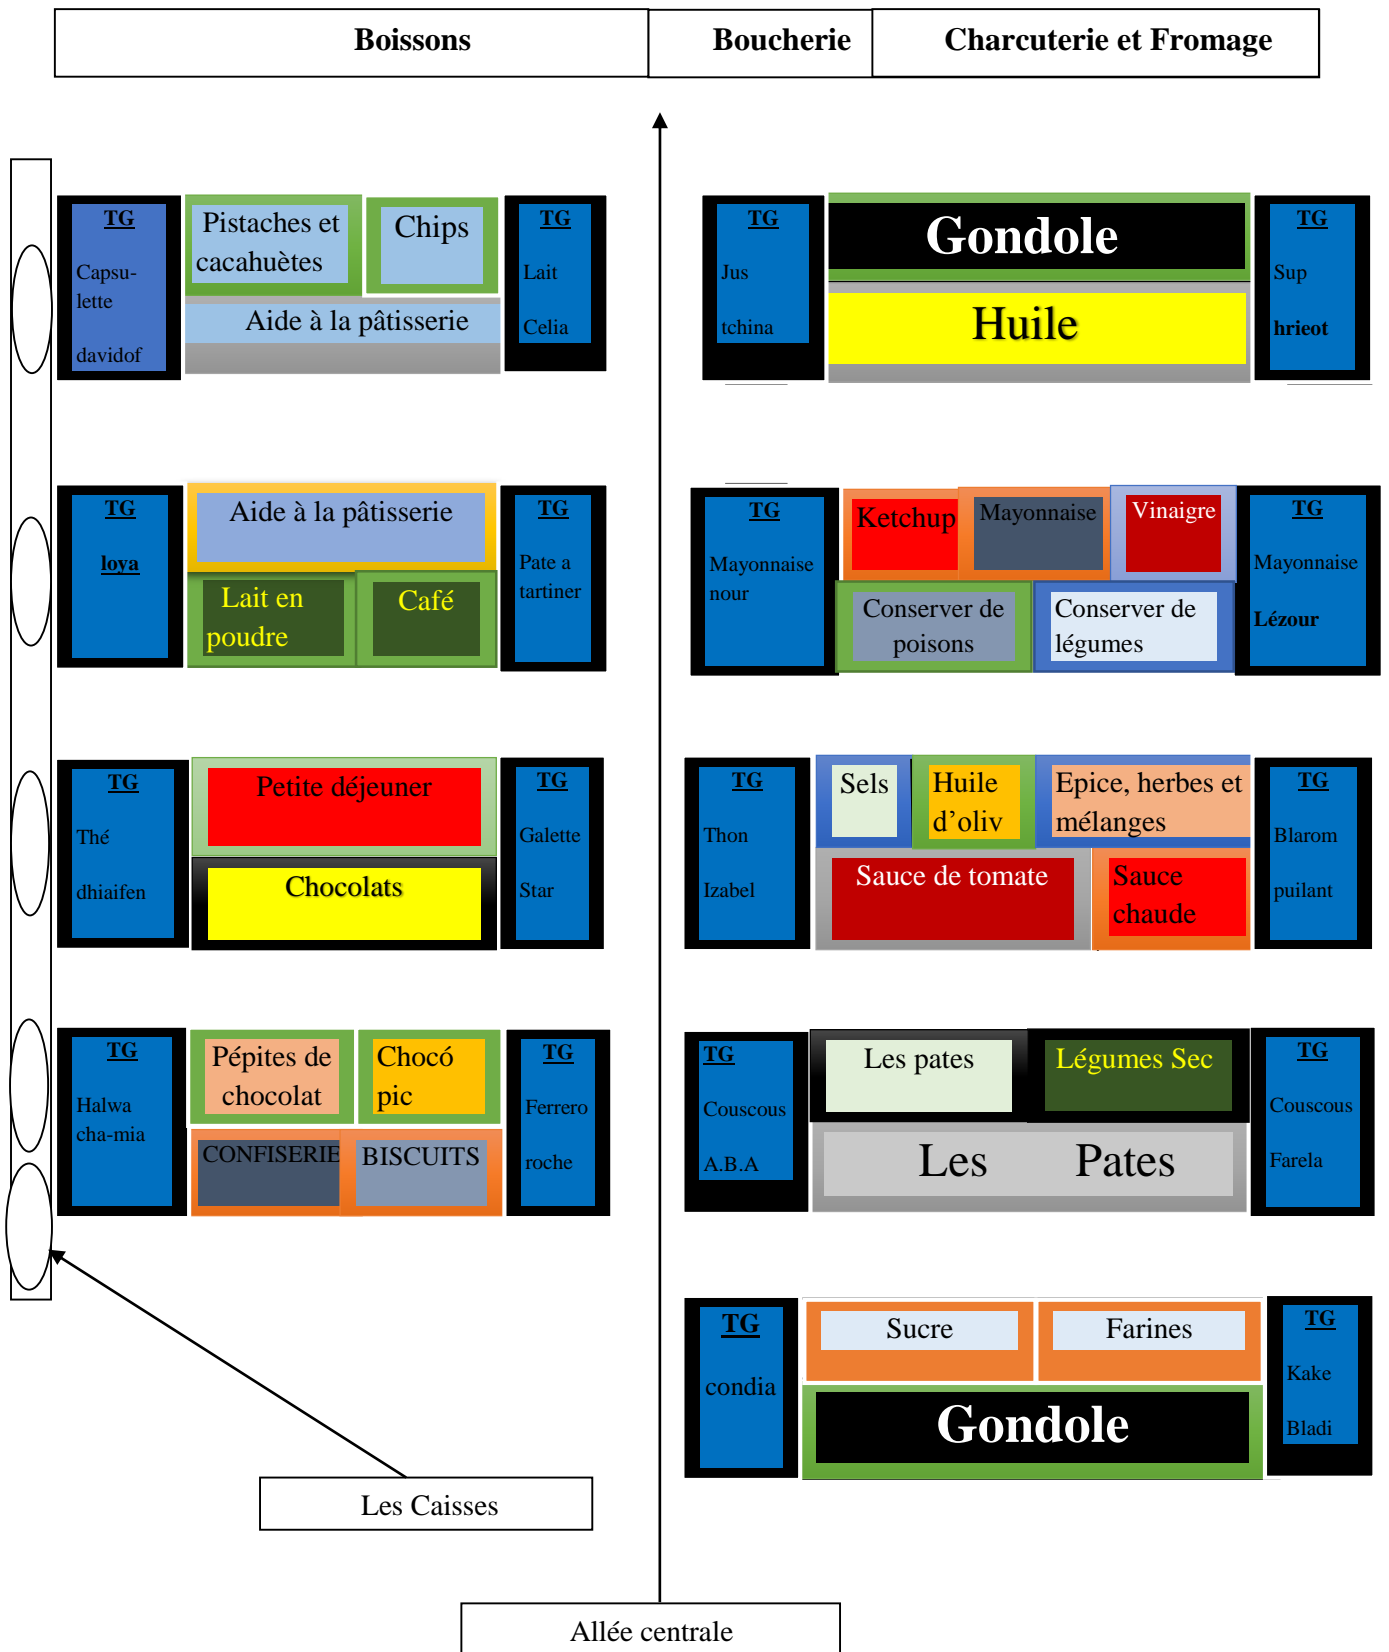 Boissons
Boucherie
Charcuterie et Fromage
TG
Capsu-
lette
davidof
Pistaches et
cacahuètes
Chips
Aide à la pâtisserie
TG
Lait
Celia
TG
Jus
tchina
Gondole
Huile
TG
Sup
hrieot
TG
loya
Aide à la pâtisserie
Lait en
poudre
Café
TG
Pate a
tartiner
TG
Mayonnaise
nour
Ketchup
Mayonnaise
Vinaigre
Conserver de
poisons
Conserver de
légumes
TG
Mayonnaise
Lézour
TG
Thé
dhiaifen
Petite déjeuner
Chocolats
TG
Galette
Star
TG
Thon
Izabel
Sels
Huile
d’oliv
Epice, herbes et
mélanges
Sauce de tomate
Sauce
chaude
TG
Blarom
puilant
TG
Halwa
cha-mia
Pépites de
chocolat
Chocó
pic
CONFISERIE
BISCUITS
TG
Ferrero
roche
TG
Couscous
A.B.A
Les pates
Légumes Sec
Les Pates
TG
Couscous
Farela
TG
condia
Sucre
Farines
Gondole
TG
Kake
Bladi
Les Caisses
Allée centrale